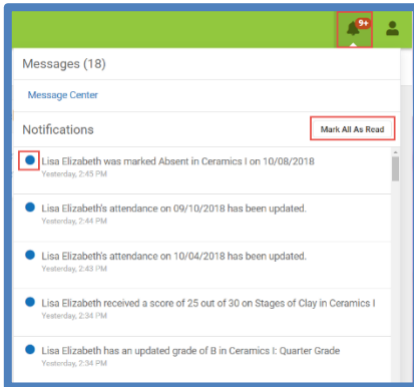 9+
Messages (18)
Message Center
Notifications
Mark All As Read
Lisa Elizabeth was marked Absent in Ceramics I on 10/08/2018
Yesterday, 2:45 PM
Lisa Elizabeth's attendance on 09/10/2018 has been updated.
Yesterday, 2:44 PM
Lisa Elizabeth's attendance on 10/04/2018 has been updated.
Yesterday, 2:43 PM
Lisa Elizabeth received a score of 25 out of 30 on Stages of Clay in Ceramics I
Yesterday, 2:34 PM
Lisa Elizabeth has an updated grade of B in Ceramics I: Quarter Grade
Yesterday, 2:34 PM